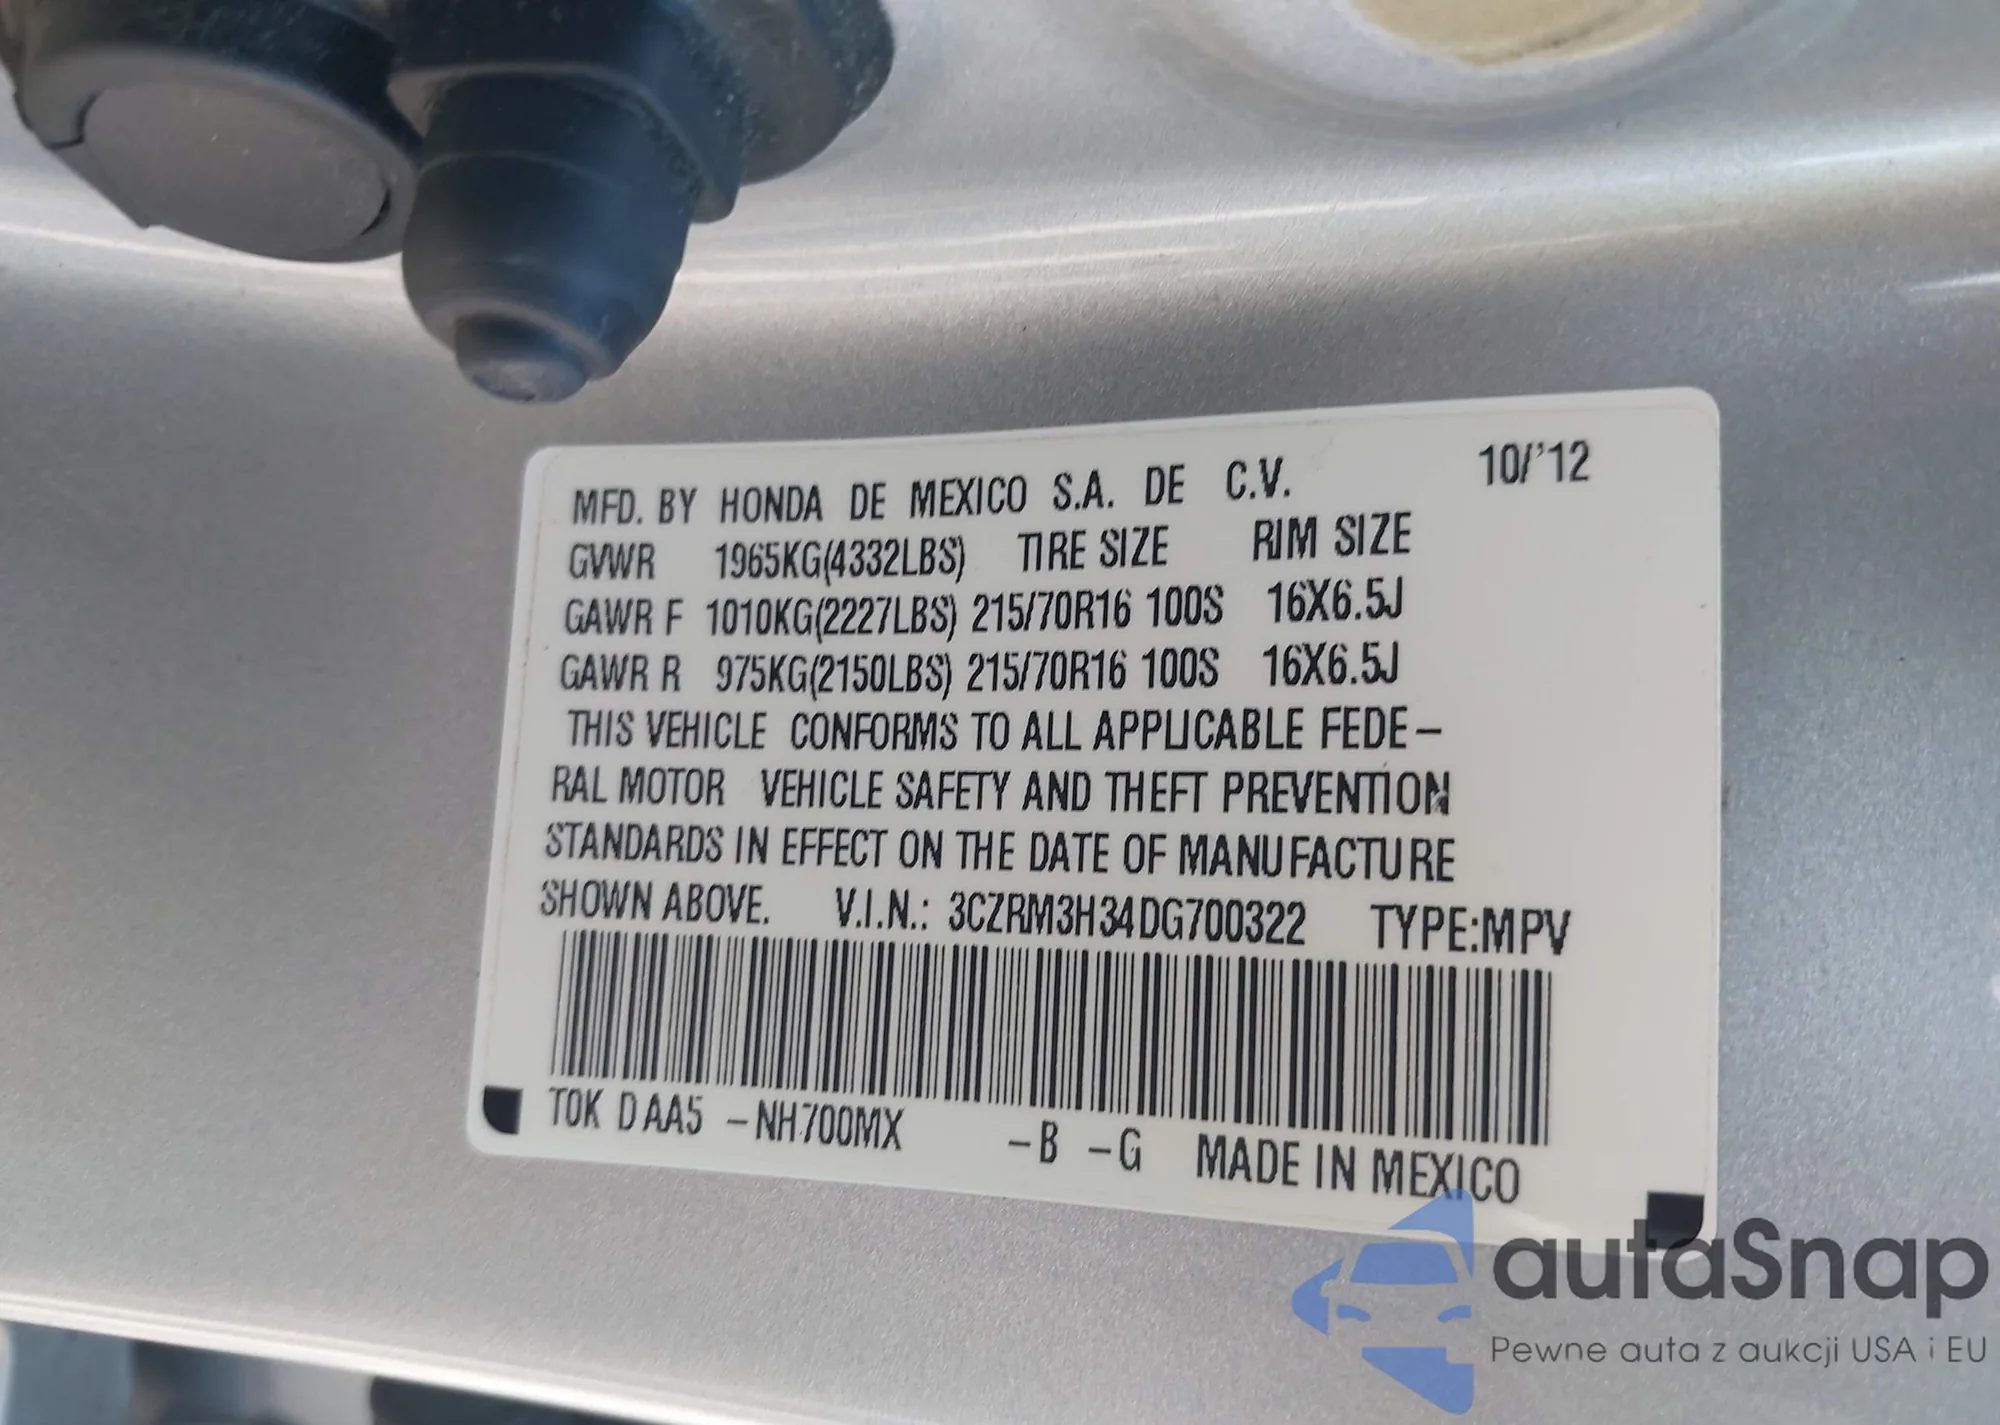 MFD. BY HONDA DE MEXICO S.A. DE C.V. 10/'12
GVWR 1965KG(4332LBS) TIRE SIZE RIM SIZE
GAWR F 1010KG(2227LBS) 215/70R16 100S 16X6.5J
GAWR R 975KG(2150LBS) 215/70R16 100S 16X6.5J
THIS VEHICLE CONFORMS TO ALL APPLICABLE FEDE-
RAL MOTOR VEHICLE SAFETY AND THEFT PREVENTION
STANDARDS IN EFFECT ON THE DATE OF MANUFACTURE
SHOWN ABOVE. V.I.N.: 3CZRM3H34DG700322 TYPE:MPV
T0K D AA5 -NH700MX -B -G MADE IN MEXICO
autaSnap
Pewne auta z aukcji USA i EU